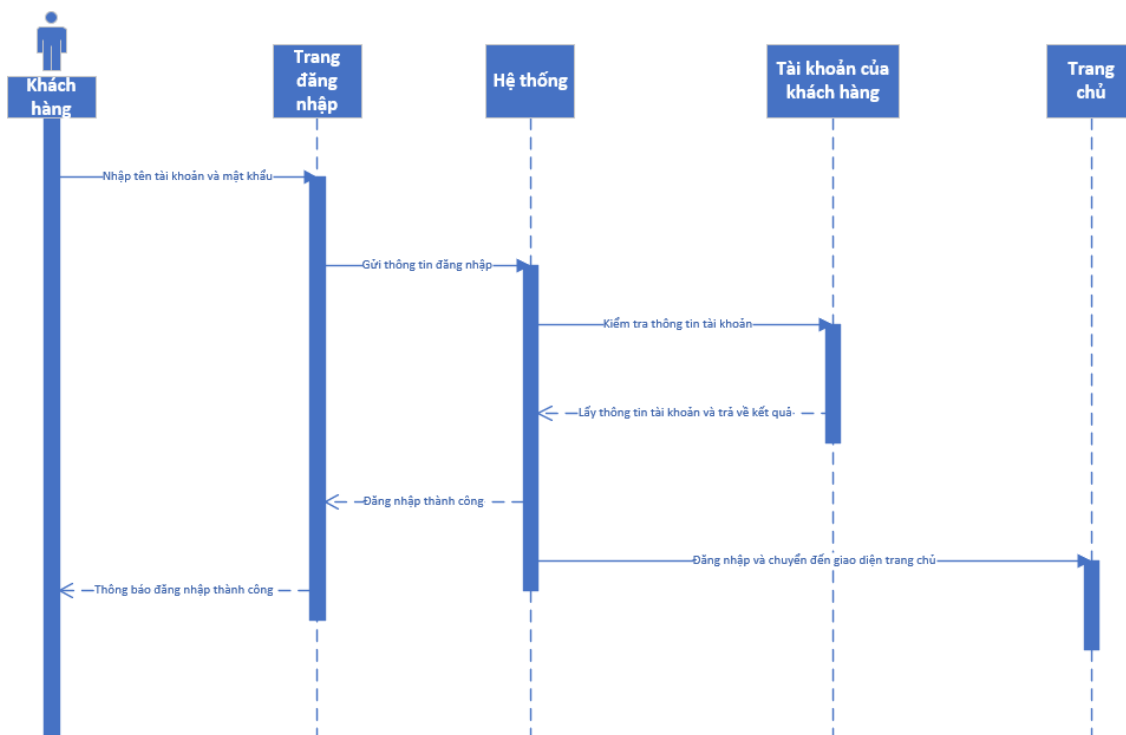 Khách
hàng
Trang
đăng
nhập
Hệ thống
Tài khoản của
khách hàng
Trang
chủ
Nhập tên tài khoản và mật khẩu
Gửi thông tin đăng nhập
Kiểm tra thông tin tài khoản
Lấy thông tin tài khoản và trả về kết quả
Đăng nhập thành công
Đăng nhập và chuyển đến giao diện trang chủ
Thông báo đăng nhập thành công